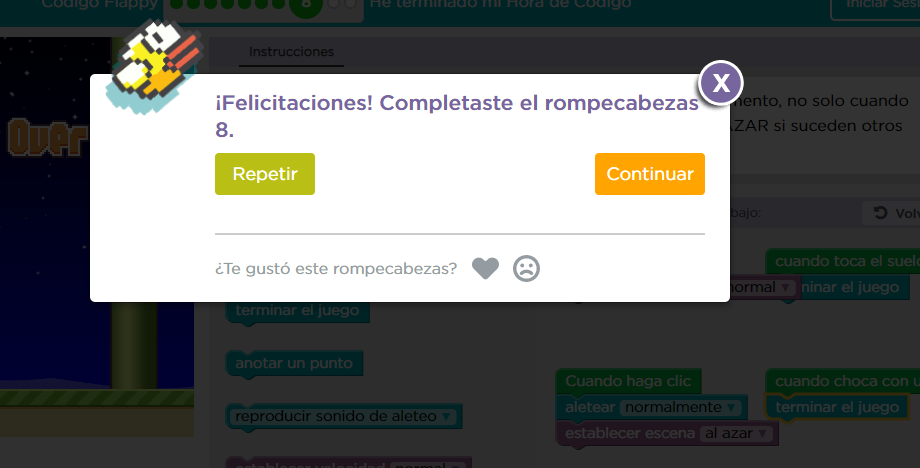 Código Flappy
8
He terminado mi Hora de Código
Iniciar Ses
Instrucciones
¡Felicitaciones! Completaste el rompecabezas
8.
X
mento, no solo cuando
AZAR si suceden otros
Over
Repetir
Continuar
bajo:
Volv
¿Te gustó este rompecabezas?
cuando toca el suelo
normal
minar el juego
terminar el juego
anotar un punto
Cuando haga clic
cuando choca con u
aletear normalmente
terminar el juego
reproducir sonido de aleteo
establecer escena al azar
establecer velocidad normal